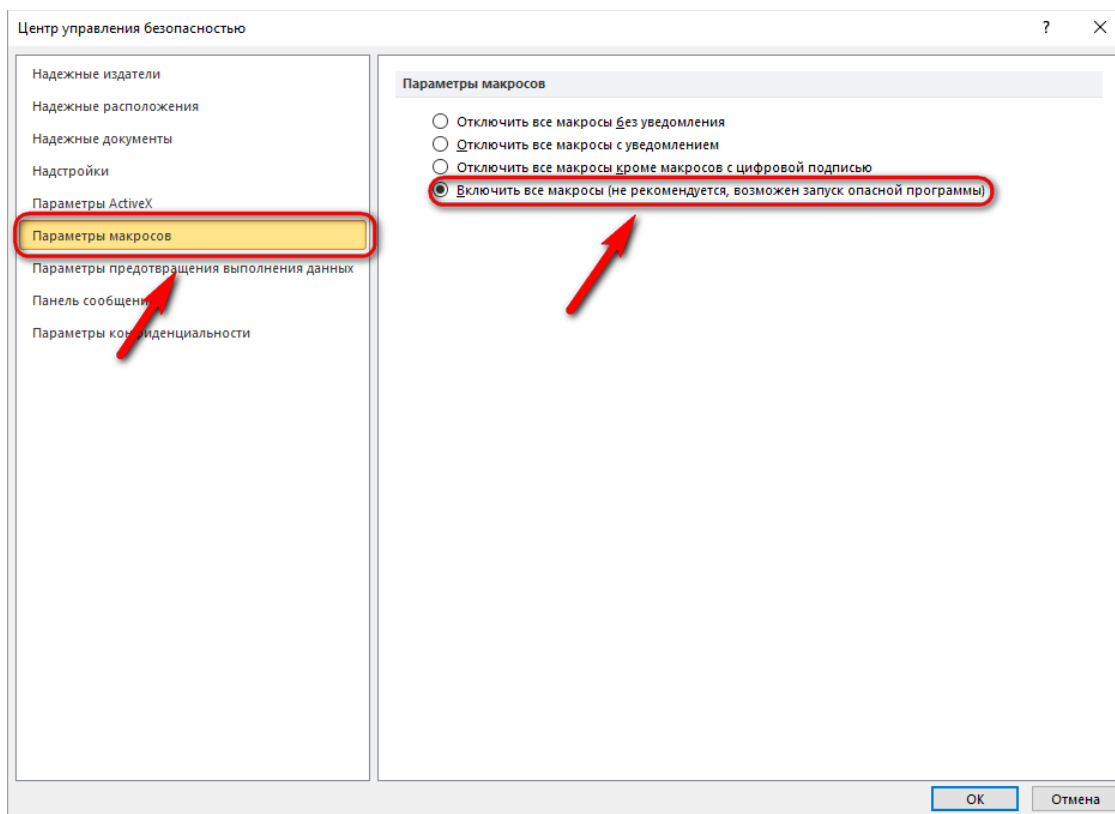 Центр управления безопасностью
?
Надежные издатели
Надежные расположения
Надежные документы
Надстройки
Параметры ActiveX
Параметры макросов
Параметры предотвращения выполнения данных
Панель сообщений
Параметры конфиденциальности
Параметры макросов
Отключить все макросы без уведомления
Отключить все макросы с уведомлением
Отключить все макросы кроме макросов с цифровой подписью
Включить все макросы (не рекомендуется, возможен запуск опасной программы)
ОК
Отмена